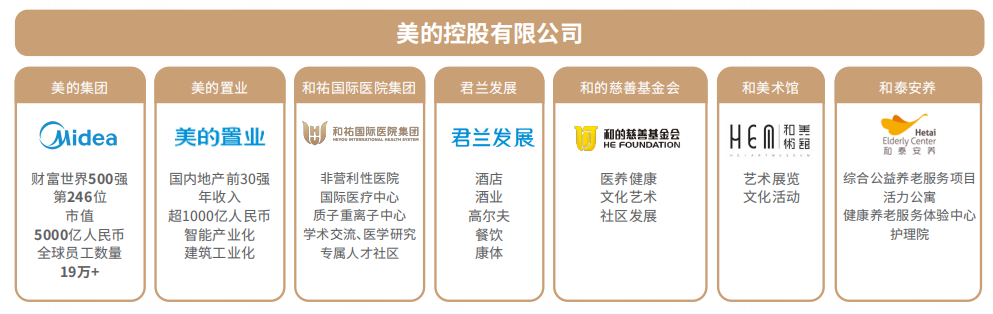 美的控股有限公司
美的集团
Midea
财富世界500强
第246位
市值
5000亿人民币
全球员工数量
19万+
美的置业
美的置业
国内地产前30强
年收入
超1000亿人民币
智能产业化
建筑工业化
和祐国际医院集团
和祐国际医院集团
HEYOU INTERNATIONAL HEALTH SYSTEM
非营利性医院
国际医疗中心
质子重离子中心
学术交流、医学研究
专属人才社区
君兰发展
君兰发展
酒店
酒业
高尔夫
餐饮
康体
和的慈善基金会
和的慈善基金会
HE FOUNDATION
医养健康
文化艺术
社区发展
和美术馆
HEM
和美
術館
HEARTMUSEUM
艺术展览
文化活动
和泰安养
Hetai
Elderly Center
和泰安养
综合公益养老服务项目
活力公寓
健康养老服务体验中心
护理院